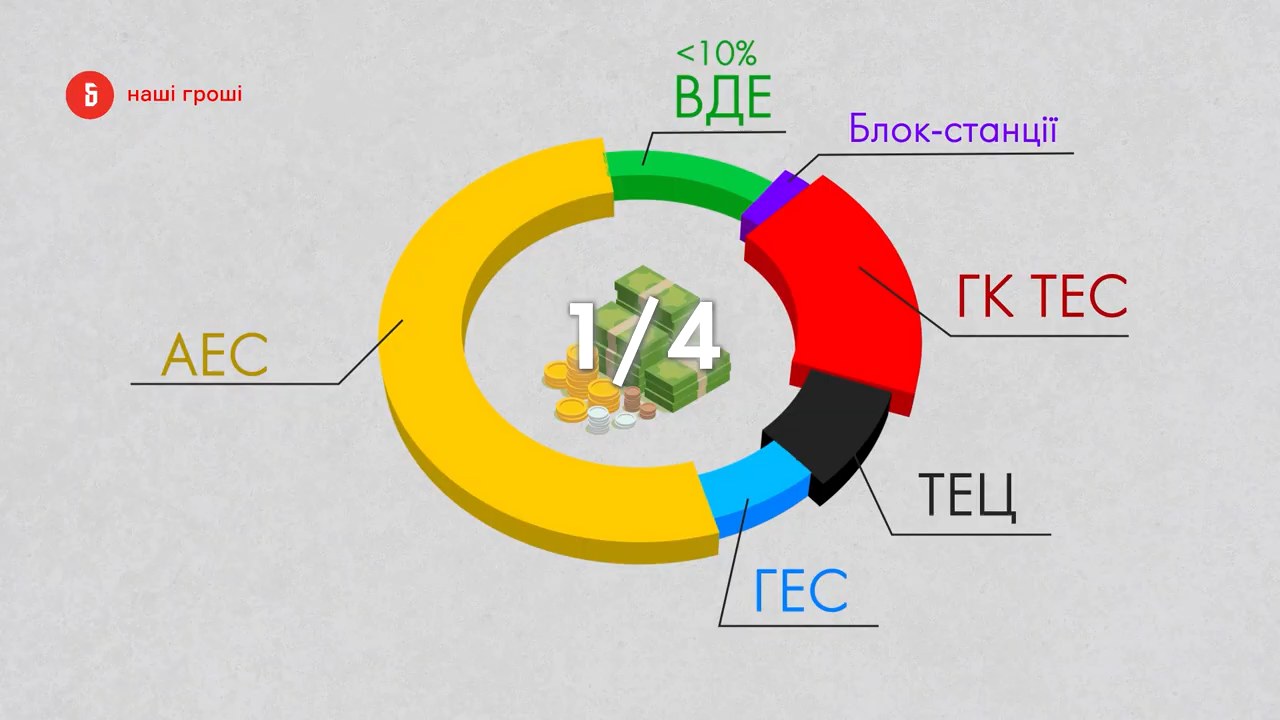 наші гроші
<10%
ВДЕ
Блок-станції
ГК ТЕС
АЕС
1/4
ТЕЦ
ГЕС